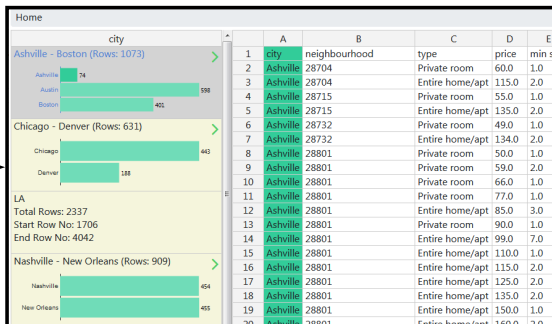 Home
city
Ashville - Boston (Rows: 1073)
Ashville 74
Austin 598
Boston 401
Chicago - Denver (Rows: 631)
Chicago 443
Denver 188
LA
Total Rows: 2337
Start Row No: 1706
End Row No: 4042
Nashville - New Orleans (Rows: 909)
Nashville 454
New Orleans 455
A B C D E
1 city neighbourhood type price min s
2 Ashville 28704 Private room 60.0 1.0
3 Ashville 28704 Entire home/apt 115.0 2.0
4 Ashville 28715 Private room 55.0 1.0
5 Ashville 28715 Entire home/apt 135.0 2.0
6 Ashville 28732 Private room 49.0 1.0
7 Ashville 28732 Entire home/apt 134.0 2.0
8 Ashville 28801 Private room 50.0 1.0
9 Ashville 28801 Private room 59.0 2.0
10 Ashville 28801 Private room 66.0 1.0
11 Ashville 28801 Private room 77.0 1.0
12 Ashville 28801 Entire home/apt 85.0 3.0
13 Ashville 28801 Private room 90.0 1.0
14 Ashville 28801 Entire home/apt 99.0 7.0
15 Ashville 28801 Entire home/apt 110.0 1.0
16 Ashville 28801 Entire home/apt 115.0 2.0
17 Ashville 28801 Entire home/apt 125.0 2.0
18 Ashville 28801 Entire home/apt 135.0 2.0
19 Ashville 28801 Entire home/apt 150.0 1.0
20 Ashville 28801 Entire home/apt 160.0 2.0